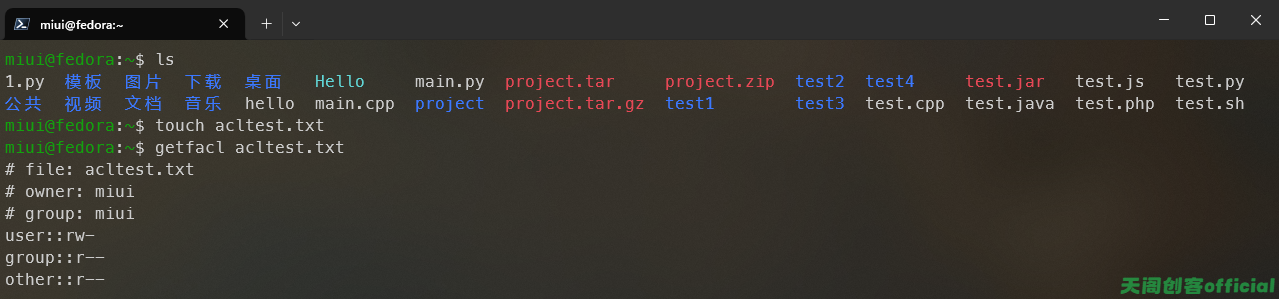 miui@fedora:~
miui@fedora:~$ ls
1.py 模板 图片 下载 桌面 Hello main.py project.tar project.zip test2 test4 test.jar test.js test.py
公共 视频 文档 音乐 hello main.cpp project project.tar.gz test1 test3 test.cpp test.java test.php test.sh
miui@fedora:~$ touch acltest.txt
miui@fedora:~$ getfacl acltest.txt
# file: acltest.txt
# owner: miui
# group: miui
user::rw-
group::r--
other::r--
天阁创客official